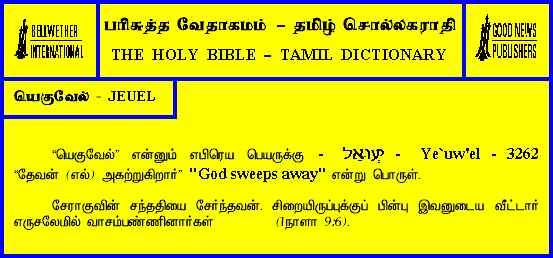 BELLWETHER
INTERNATIONAL
பரிசுத்த வேதாகமம் – தமிழ் சொல்லகராதி
THE HOLY BIBLE – TAMIL DICTIONARY
GOOD NEWS
PUBLISHERS
யெகுவேல் - JEUEL
“யெகுவேல்” என்னும் எபிரெய பெயருக்கு - יְעוּאֵל - Ye`uw'el - 3262
“தேவன் (எல்) அகற்றுகிறார்” "God sweeps away" என்று பொருள்.
சேராகுவின் சந்ததியை சேர்ந்தவன். சிறையிருப்புக்குப் பின்பு இவனுடைய வீட்டார்
எருசலேமில் வாசம்பண்ணினார்கள் (1நாளா 9:6).